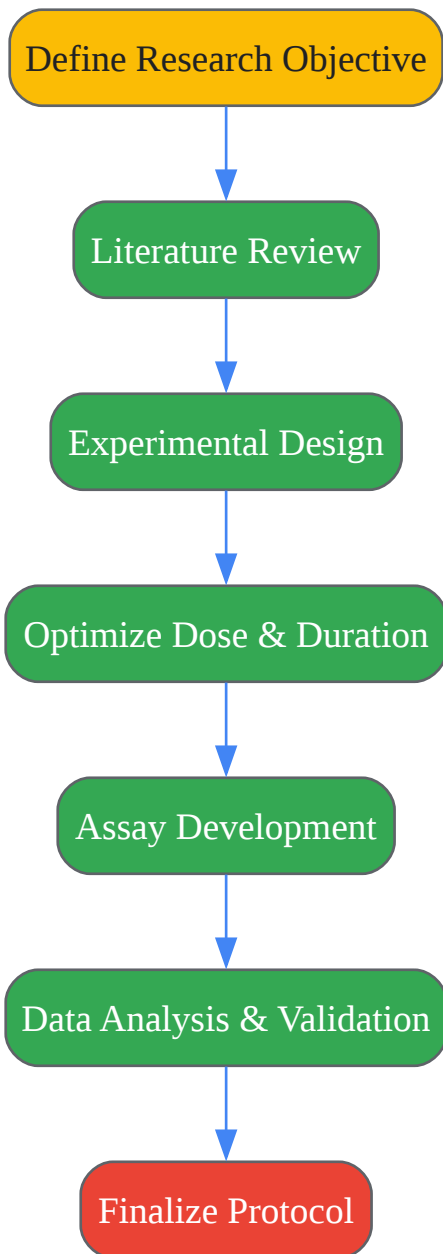 Define Research Objective
Literature Review
Experimental Design
Optimize Dose & Duration
Assay Development
Data Analysis & Validation
Finalize Protocol